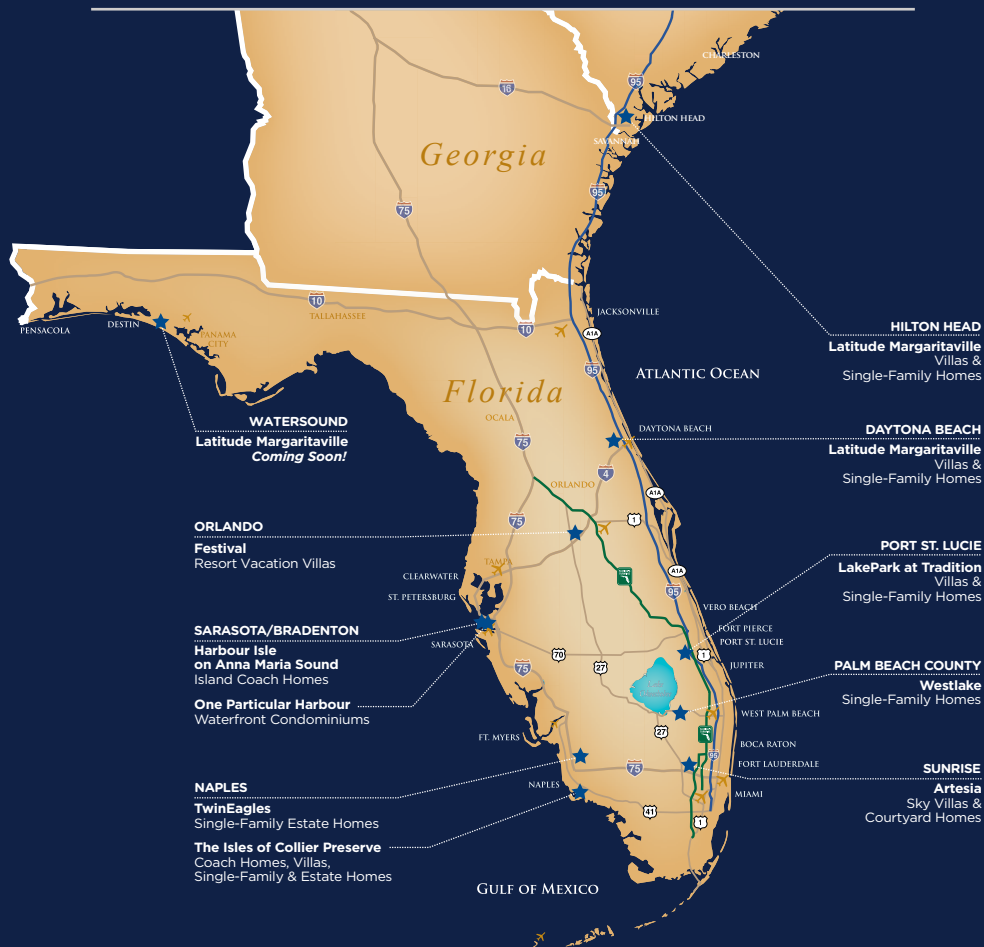 CHARLESTON
95
16
HILTON HEAD
SAVANNAH
Georgia
95
75
10
TALLAHASSEE
JACKSONVILLE
PENSACOLA
DESTIN
PANAMA
CITY
10
A1A
HILTON HEAD
Latitude Margaritaville
Villas &
Single-Family Homes
95
ATLANTIC OCEAN
Florida
OCALA
WATERSOUND
Latitude Margaritaville
Coming Soon!
75
DAYTONA BEACH
DAYTONA BEACH
Latitude Margaritaville
Villas &
Single-Family Homes
4
ORLANDO
A1A
75
1
ORLANDO
Festival
Resort Vacation Villas
PORT ST. LUCIE
LakePark at Tradition
Villas &
Single-Family Homes
TAMPA
CLEARWATER
A1A
95
ST. PETERSBURG
VERO BEACH
FORT PIERCE
PORT ST. LUCIE
SARASOTA/BRADENTON
Harbour Isle
on Anna Maria Sound
Island Coach Homes
SARASOTA
70
27
1
JUPITER
75
PALM BEACH COUNTY
Westlake
Single-Family Homes
One Particular Harbour
Waterfront Condominiums
WEST PALM BEACH
27
FT. MYERS
BOCA RATON
95
FORT LAUDERDALE
75
SUNRISE
Artesia
Sky Villas &
Courtyard Homes
NAPLES
TwinEagles
Single-Family Estate Homes
NAPLES
MIAMI
41
1
The Isles of Collier Preserve
Coach Homes, Villas,
Single-Family & Estate Homes
GULF OF MEXICO